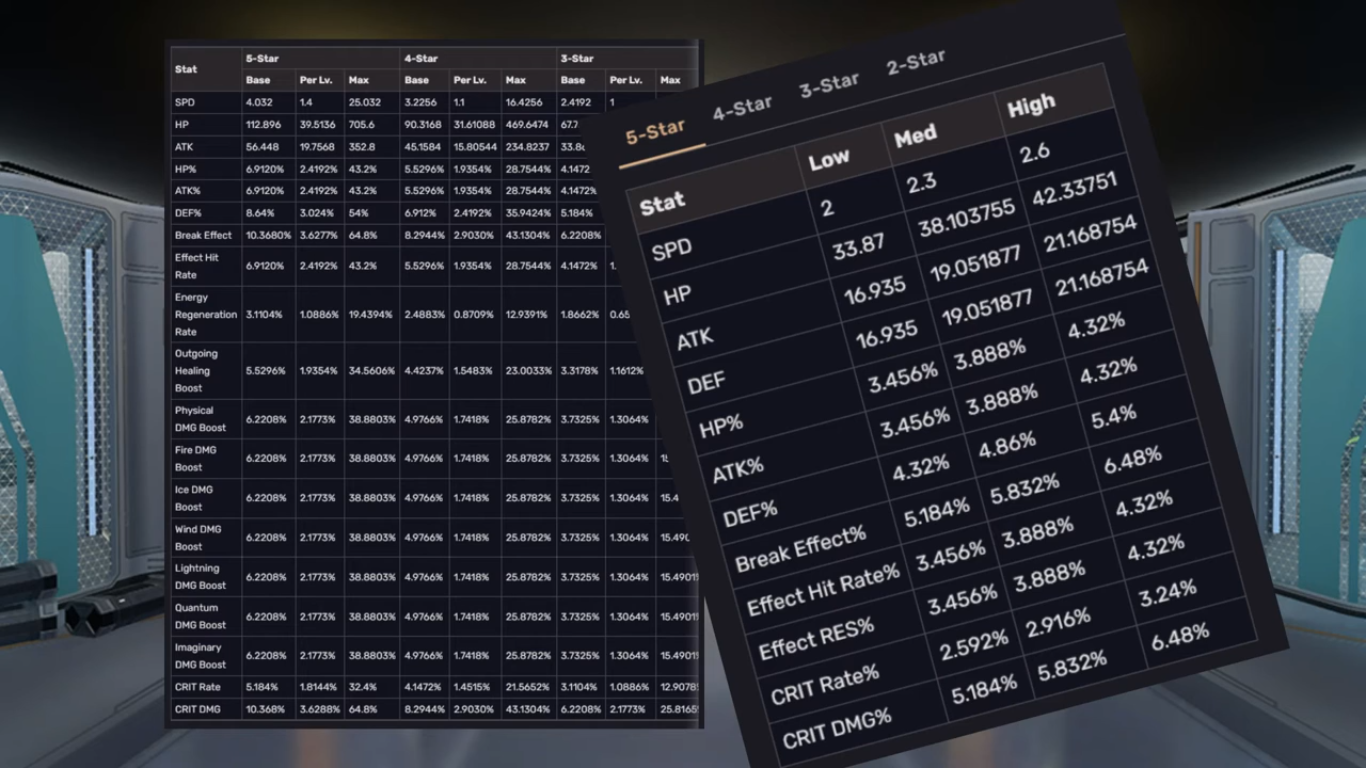 Stat 5-Star 4-Star 3-Star
Base Per Lv. Max Base Per Lv. Max Base Per Lv. Max
SPD 4.032 1.4 25.032 3.2256 1.1 16.4256 2.4192 1
HP 112.896 39.5136 705.6 90.3168 31.61088 469.6474 67.7
ATK 56.448 19.7568 352.8 45.1584 15.80544 234.8237
HP% 6.9120% 2.4192% 43.2% 5.5296% 1.9354% 28.7544% 4.1472
ATK% 6.9120% 2.4192% 43.2% 5.5296% 1.9354% 28.7544% 4.1472%
DEF% 8.64% 3.024% 54% 6.912% 2.4192% 35.9424% 5.184%
Break Effect 10.3680% 3.6277% 64.8% 8.2944% 2.9030% 43.1304% 6.2208%
Effect Hit
Rate 6.9120% 2.4192% 43.2% 5.5296% 1.9354% 28.7544% 4.1472% 1.
Energy
Regeneration
Rate 3.1104% 1.0886% 19.4394% 2.4883% 0.8709% 12.9391% 1.8662% 0.65
Outgoing
Healing
Boost 5.5296% 1.9354% 34.5606% 4.4237% 1.5483% 23.0033% 3.3178% 1.1612%
Physical
DMG Boost 6.2208% 2.1773% 38.8803% 4.9766% 1.7418% 25.8782% 3.7325% 1.3064%
Fire DMG
Boost 6.2208% 2.1773% 38.8803% 4.9766% 1.7418% 25.8782% 3.7325% 1.3064%
Ice DMG
Boost 6.2208% 2.1773% 38.8803% 4.9766% 1.7418% 25.8782% 3.7325% 1.3064% 15.4
Wind DMG
Boost 6.2208% 2.1773% 38.8803% 4.9766% 1.7418% 25.8782% 3.7325% 1.3064% 15.490
Lightning
DMG Boost 6.2208% 2.1773% 38.8803% 4.9766% 1.7418% 25.8782% 3.7325% 1.3064% 15.4901
Quantum
DMG Boost 6.2208% 2.1773% 38.8803% 4.9766% 1.7418% 25.8782% 3.7325% 1.3064% 15.4901
Imaginary
DMG Boost 6.2208% 2.1773% 38.8803% 4.9766% 1.7418% 25.8782% 3.7325% 1.3064% 15.4901
CRIT Rate 5.184% 1.8144% 32.4% 4.1472% 1.4515% 21.5652% 3.1104% 1.0886% 12.9078
CRIT DMG 10.368% 3.6288% 64.8% 8.2944% 2.9030% 43.1304% 6.2208% 2.1773% 25.8165
5-Star 4-Star 3-Star 2-Star
Stat Low Med High
SPD 2 2.3 2.6
HP 33.87 38.103755 42.33751
ATK 16.935 19.051877 21.168754
DEF 16.935 19.051877 21.168754
HP% 3.456% 3.888% 4.32%
ATK% 3.456% 3.888% 4.32%
DEF% 4.32% 4.86% 5.4%
Break Effect% 5.184% 5.832% 6.48%
Effect Hit Rate% 3.456% 3.888% 4.32%
Effect RES% 3.456% 3.888% 4.32%
CRIT Rate% 2.592% 2.916% 3.24%
CRIT DMG% 5.184% 5.832% 6.48%